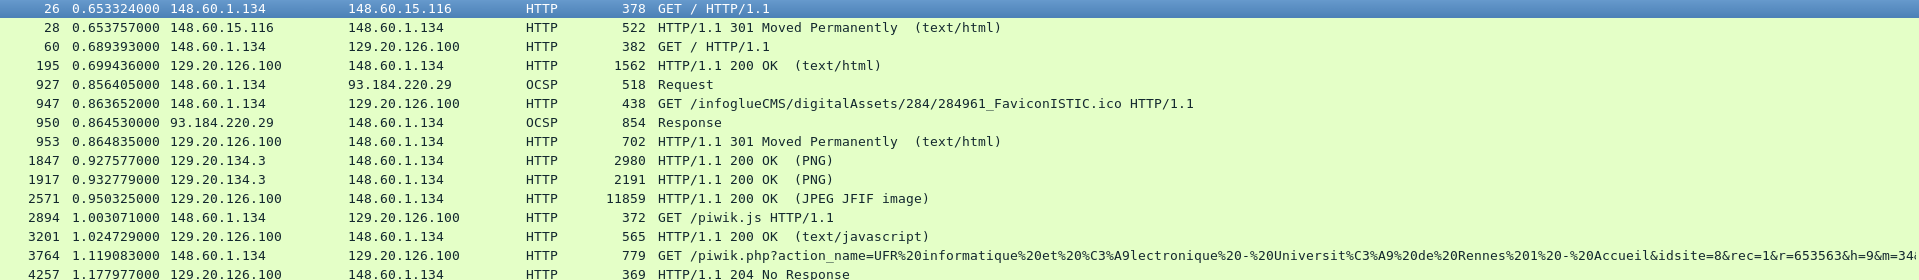 26 0.653324000 148.60.1.134 148.60.15.116 HTTP 378 GET / HTTP/1.1
28 0.653757000 148.60.15.116 148.60.1.134 HTTP 522 HTTP/1.1 301 Moved Permanently (text/html)
60 0.689393000 148.60.1.134 129.20.126.100 HTTP 382 GET / HTTP/1.1
195 0.699436000 129.20.126.100 148.60.1.134 HTTP 1562 HTTP/1.1 200 OK (text/html)
927 0.856405000 148.60.1.134 93.184.220.29 OCSP 518 Request
947 0.863652000 148.60.1.134 129.20.126.100 HTTP 438 GET /infoglueCMS/digitalAssets/284/284961_FaviconISTIC.ico HTTP/1.1
950 0.864530000 93.184.220.29 148.60.1.134 OCSP 854 Response
953 0.864835000 129.20.126.100 148.60.1.134 HTTP 702 HTTP/1.1 301 Moved Permanently (text/html)
1847 0.927577000 129.20.134.3 148.60.1.134 HTTP 2980 HTTP/1.1 200 OK (PNG)
1917 0.932779000 129.20.134.3 148.60.1.134 HTTP 2191 HTTP/1.1 200 OK (PNG)
2571 0.950325000 129.20.126.100 148.60.1.134 HTTP 11859 HTTP/1.1 200 OK (JPEG JFIF image)
2894 1.003071000 148.60.1.134 129.20.126.100 HTTP 372 GET /piwik.js HTTP/1.1
3201 1.024729000 129.20.126.100 148.60.1.134 HTTP 565 HTTP/1.1 200 OK (text/javascript)
3764 1.119083000 148.60.1.134 129.20.126.100 HTTP 779 GET /piwik.php?action_name=UFR%20informatique%20et%20%C3%A9lectronique%20-%20Universit%C3%A9%20de%20Rennes%201%20-%20Accueil&idsite=8&rec=1&r=653563&h=9&m=34&
4257 1.177977000 129.20.126.100 148.60.1.134 HTTP 369 HTTP/1.1 204 No Response